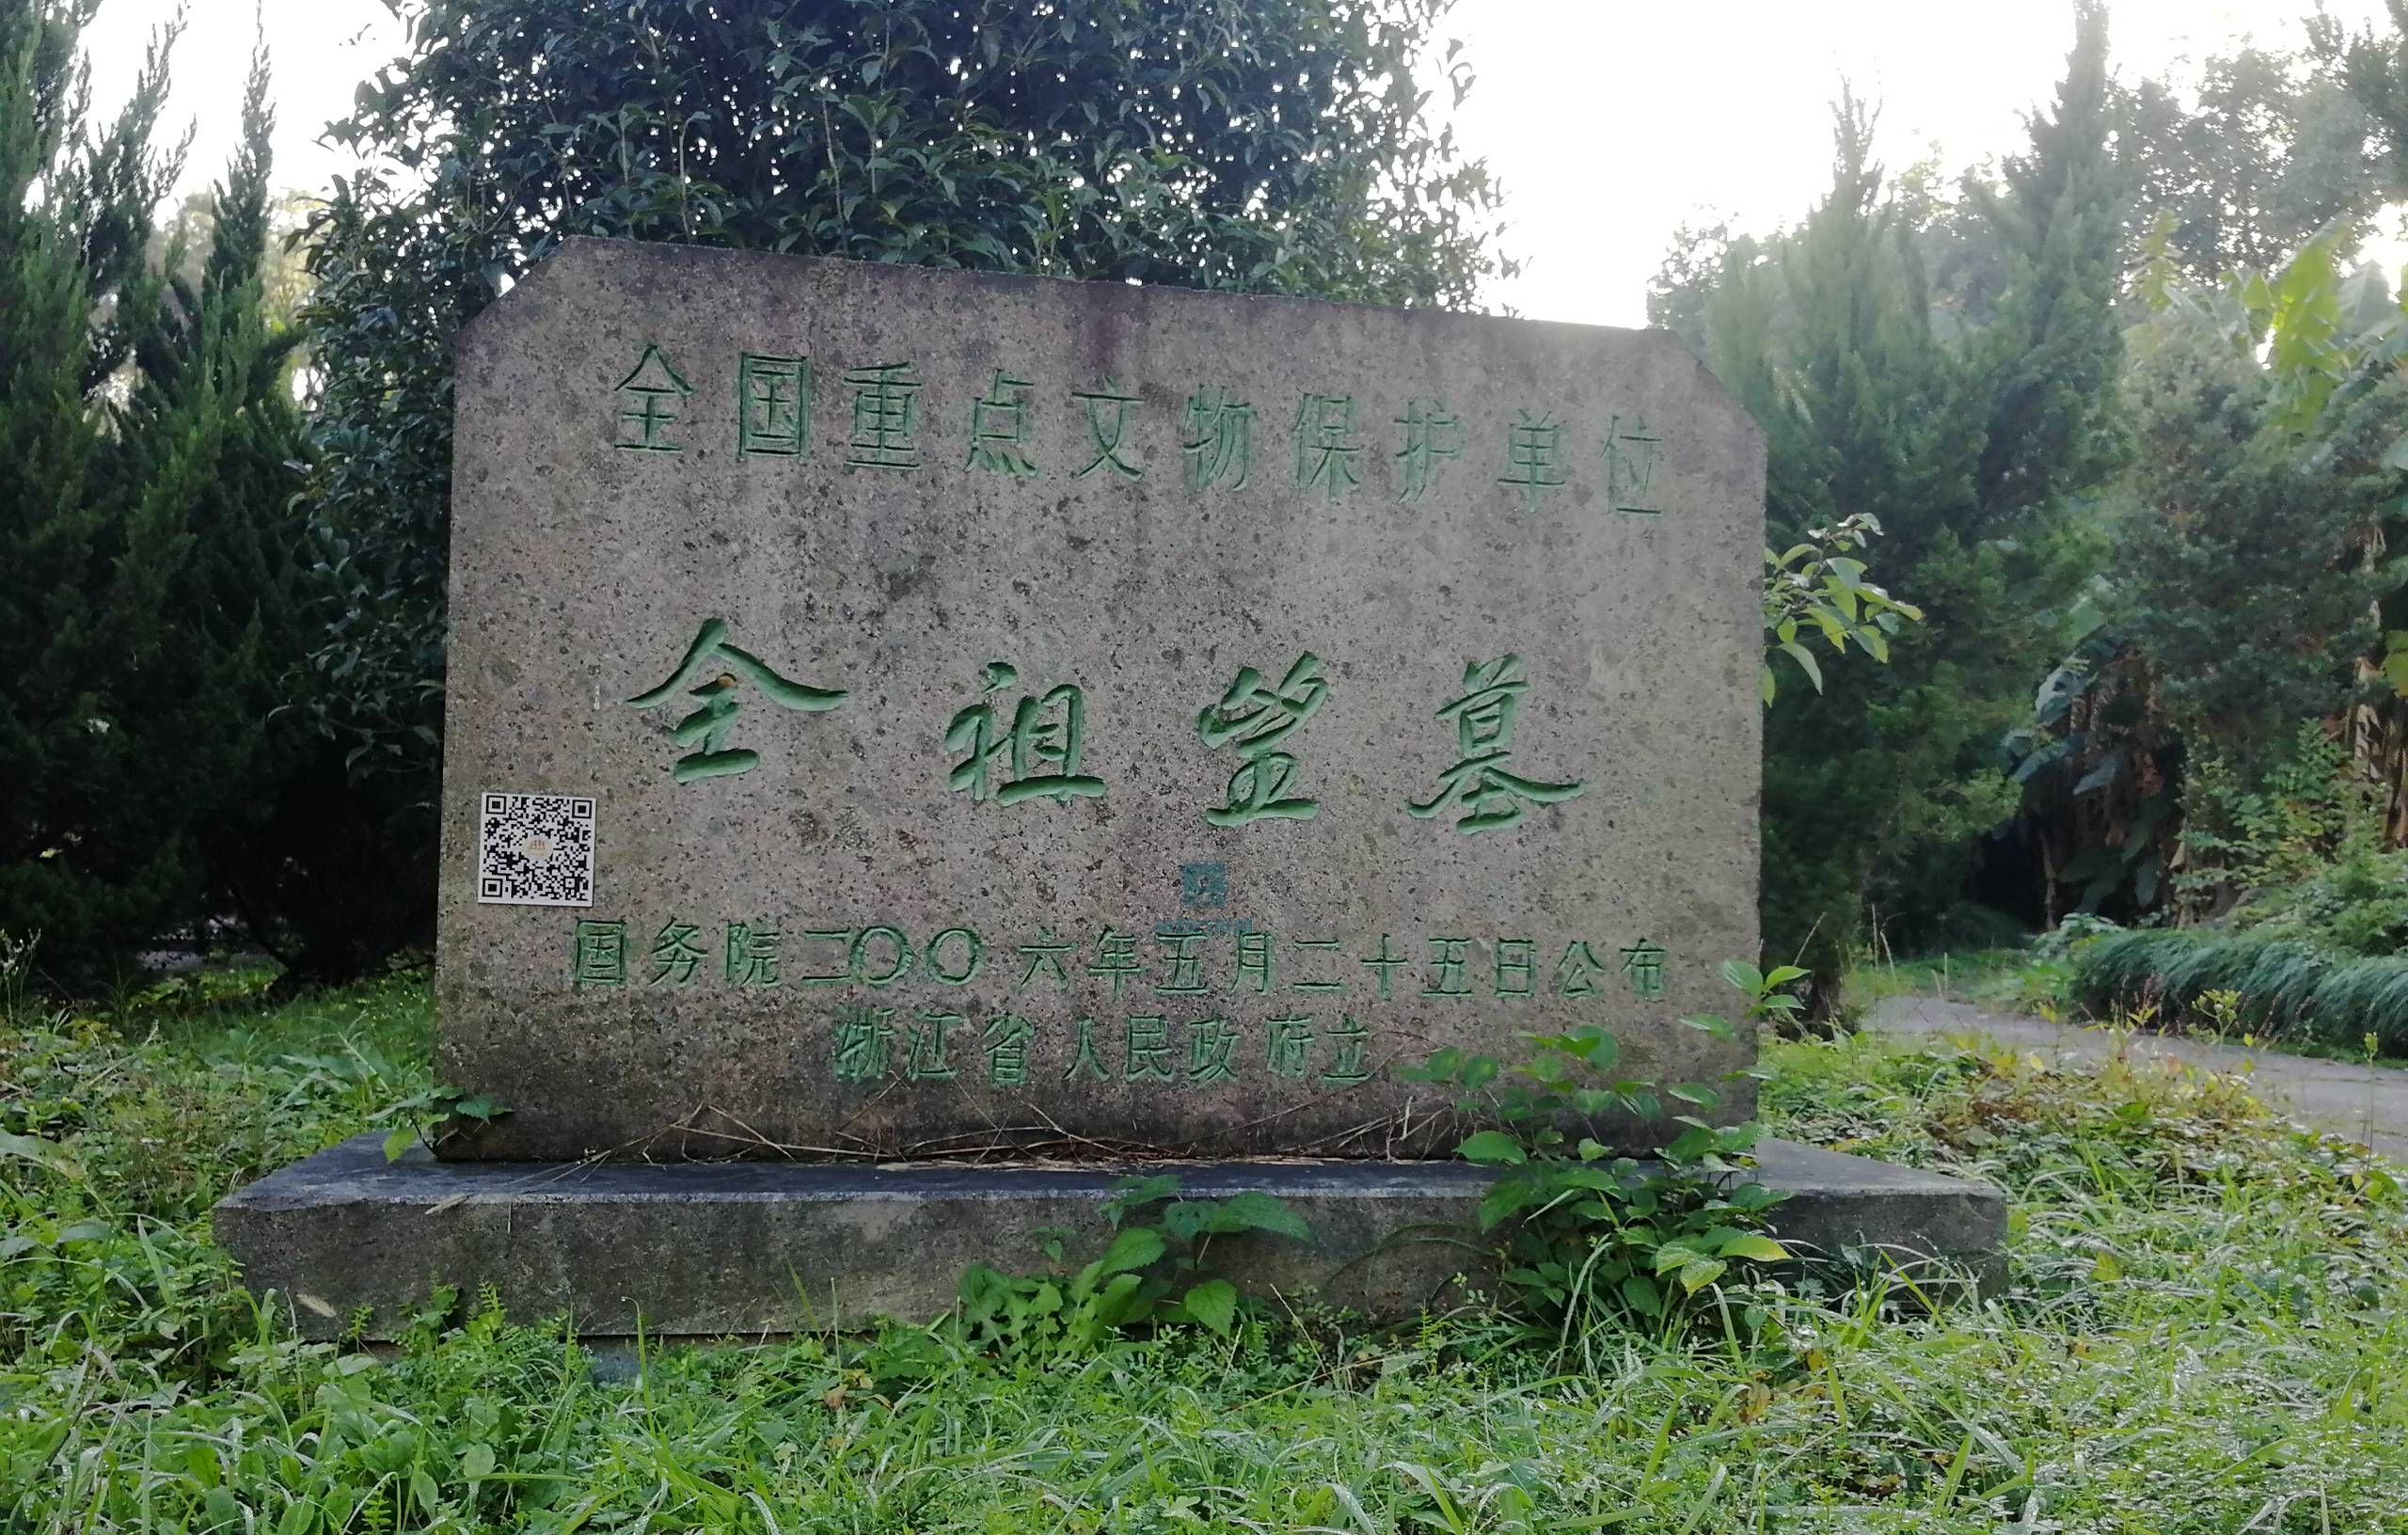 全国重点文物保护单位
全祖望墓
国务院二〇〇六年五月二十五日公布
浙江省人民政府立